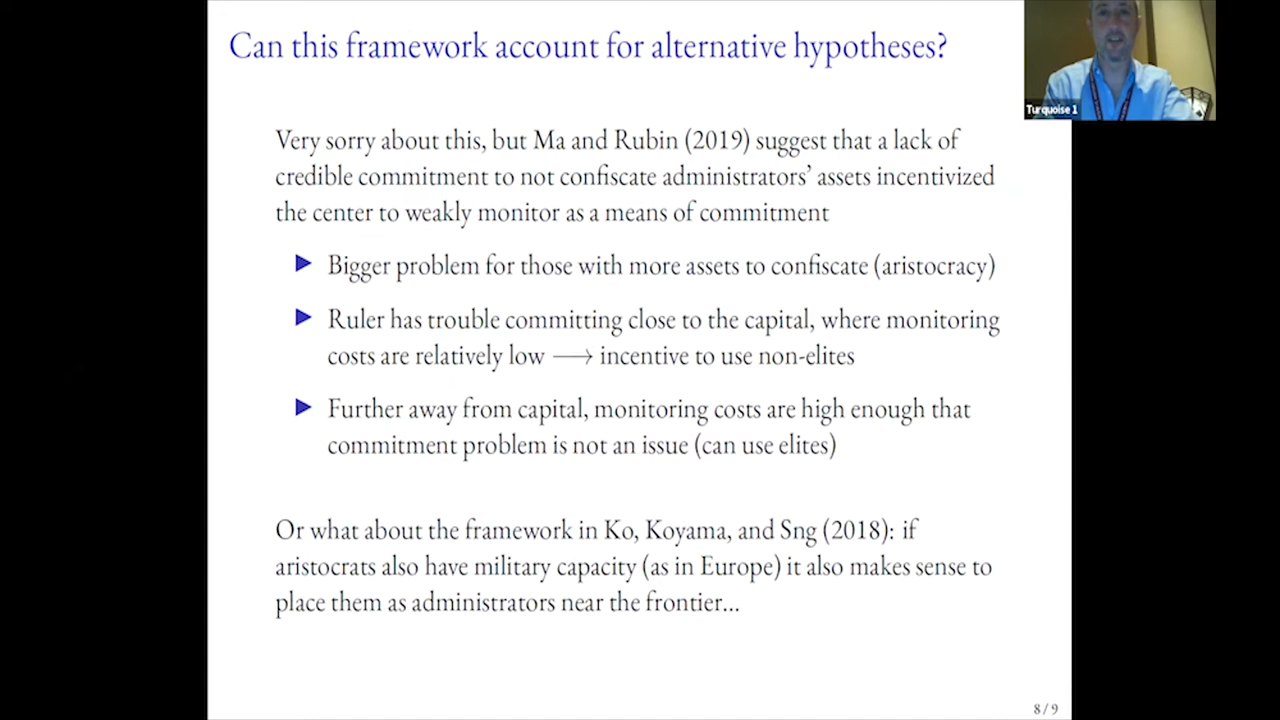 Can this framework account for alternative hypotheses?
Turquoise 1
Very sorry about this, but Ma and Rubin (2019) suggest that a lack of
credible commitment to not confiscate administrators’ assets incentivized
the center to weakly monitor as a means of commitment
Bigger problem for those with more assets to confiscate (aristocracy)
Ruler has trouble committing close to the capital, where monitoring
costs are relatively low ⟶ incentive to use non-elites
Further away from capital, monitoring costs are high enough that
commitment problem is not an issue (can use elites)
Or what about the framework in Ko, Koyama, and Sng (2018): if
aristocrats also have military capacity (as in Europe) it also makes sense to
place them as administrators near the frontier...
8 / 9